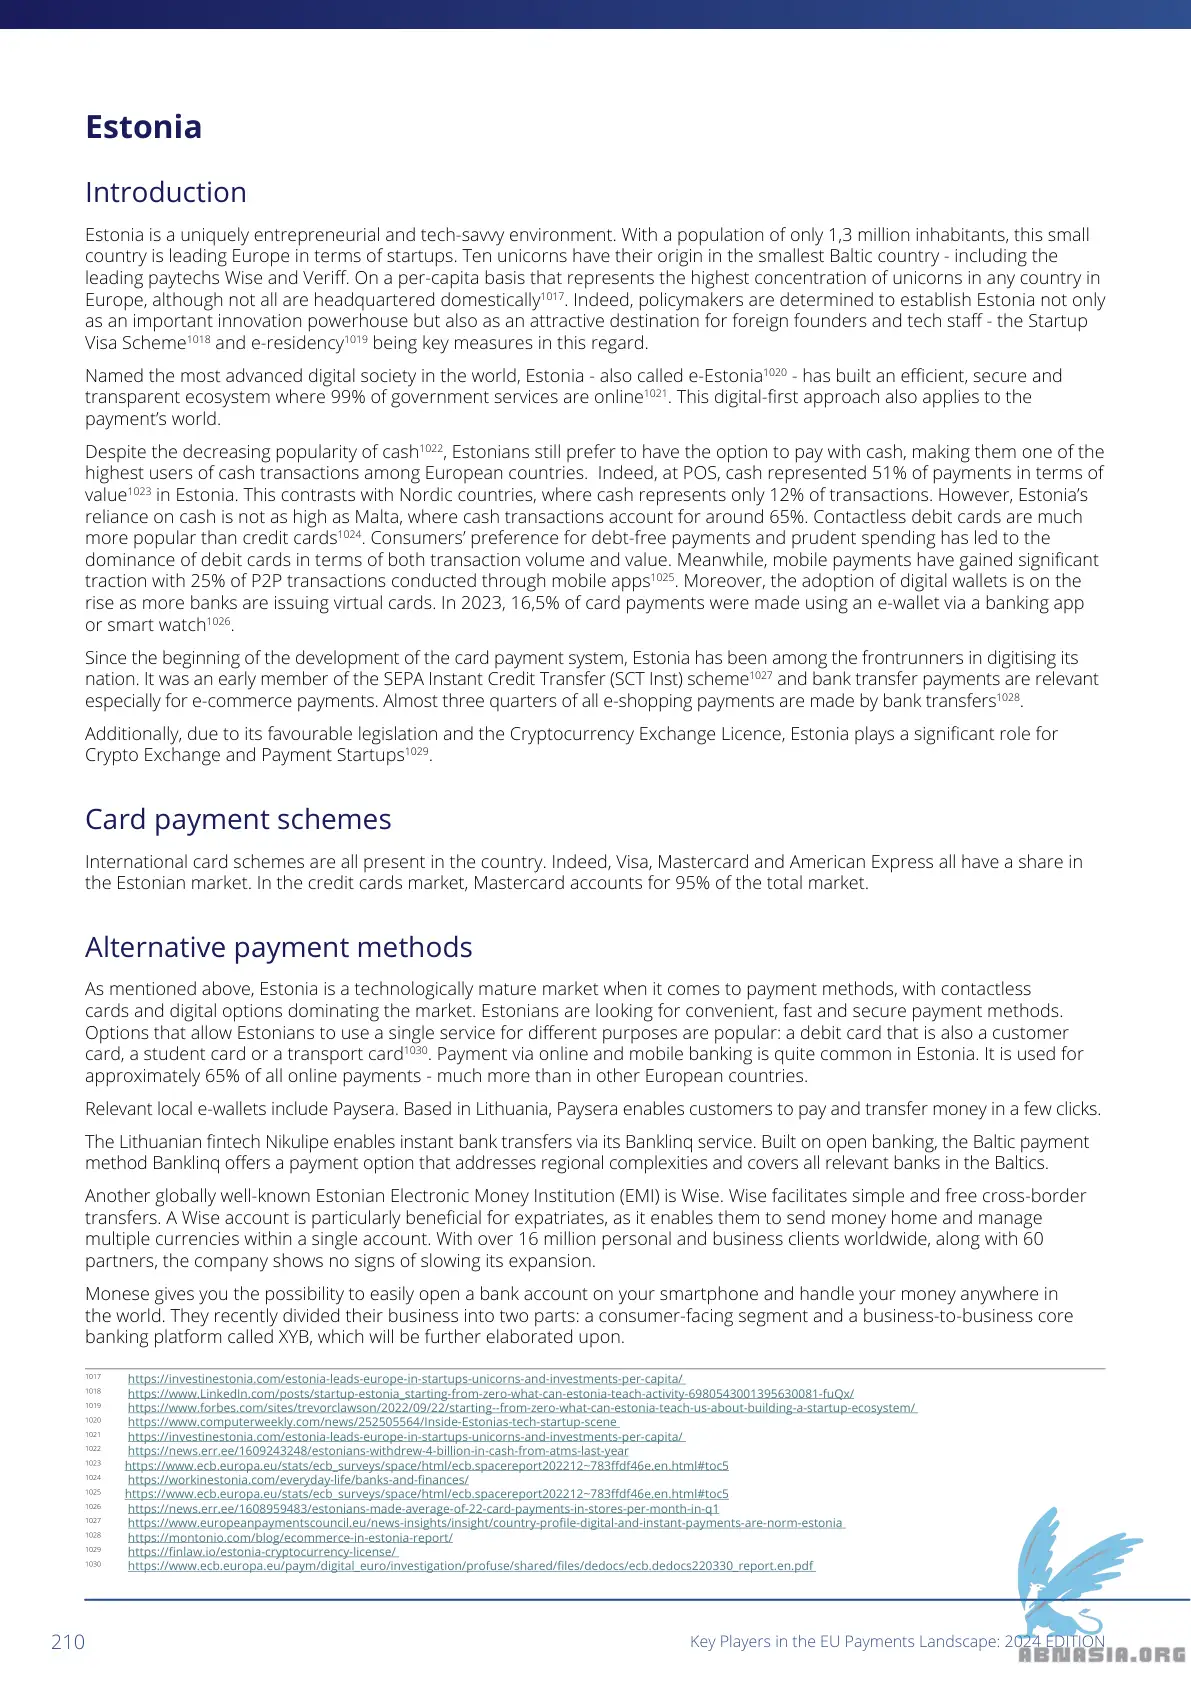 Estonia
Introduction
Estonia is a uniquely entrepreneurial and tech-savvy environment. With a population of only 1,3 million inhabitants, this small
country is leading Europe in terms of startups. Ten unicorns have their origin in the smallest Baltic country - including the
leading paytechs Wise and Veriff. On a per-capita basis that represents the highest concentration of unicorns in any country in
Europe, although not all are headquartered domestically1017. Indeed, policymakers are determined to establish Estonia not only
as an important innovation powerhouse but also as an attractive destination for foreign founders and tech staff - the Startup
Visa Scheme1018 and e-residency1019 being key measures in this regard.
Named the most advanced digital society in the world, Estonia - also called e-Estonia1020 - has built an efficient, secure and
transparent ecosystem where 99% of government services are online1021. This digital-first approach also applies to the
payment's world.
Despite the decreasing popularity of cash1022, Estonians still prefer to have the option to pay with cash, making them one of the
highest users of cash transactions among European countries. Indeed, at POS, cash represented 51% of payments in terms of
value1023 in Estonia. This contrasts with Nordic countries, where cash represents only 12% of transactions. However, Estonia's
reliance on cash is not as high as Malta, where cash transactions account for around 65%. Contactless debit cards are much
more popular than credit cards1024. Consumers' preference for debt-free payments and prudent spending has led to the
dominance of debit cards in terms of both transaction volume and value. Meanwhile, mobile payments have gained significant
traction with 25% of P2P transactions conducted through mobile apps1025. Moreover, the adoption of digital wallets is on the
rise as more banks are issuing virtual cards. In 2023, 16,5% of card payments were made using an e-wallet via a banking app
or smart watch1026.
Since the beginning of the development of the card payment system, Estonia has been among the frontrunners in digitising its
nation. It was an early member of the SEPA Instant Credit Transfer (SCT Inst) scheme1027 and bank transfer payments are relevant
especially for e-commerce payments. Almost three quarters of all e-shopping payments are made by bank transfers1028.
Additionally, due to its favourable legislation and the Cryptocurrency Exchange Licence, Estonia plays a significant role for
Crypto Exchange and Payment Startups1029.
Card payment schemes
International card schemes are all present in the country. Indeed, Visa, Mastercard and American Express all have a share in
the Estonian market. In the credit cards market, Mastercard accounts for 95% of the total market.
Alternative payment methods
As mentioned above, Estonia is a technologically mature market when it comes to payment methods, with contactless
cards and digital options dominating the market. Estonians are looking for convenient, fast and secure payment methods.
Options that allow Estonians to use a single service for different purposes are popular: a debit card that is also a customer
card, a student card or a transport card1030. Payment via online and mobile banking is quite common in Estonia. It is used for
approximately 65% of all online payments - much more than in other European countries.
Relevant local e-wallets include Paysera. Based in Lithuania, Paysera enables customers to pay and transfer money in a few clicks.
The Lithuanian fintech Nikulipe enables instant bank transfers via its Banklinq service. Built on open banking, the Baltic payment
method Banklinq offers a payment option that addresses regional complexities and covers all relevant banks in the Baltics.
Another globally well-known Estonian Electronic Money Institution (EMI) is Wise. Wise facilitates simple and free cross-border
transfers. A Wise account is particularly beneficial for expatriates, as it enables them to send money home and manage
multiple currencies within a single account. With over 16 million personal and business clients worldwide, along with 60
partners, the company shows no signs of slowing its expansion.
Monese gives you the possibility to easily open a bank account on your smartphone and handle your money anywhere in
the world. They recently divided their business into two parts: a consumer-facing segment and a business-to-business core
banking platform called XYB, which will be further elaborated upon.
1017 https://investinestonia.com/estonia-leads-europe-in-startups-unicorns-and-investments-per-capita/
1018 https://www.LinkedIn.com/posts/startup-estonia_starting-from-zero-what-can-estonia-teach-activity-6980543001395630081-fuQx/
1019 https://www.forbes.com/sites/trevorclawson/2022/09/22/starting--from-zero-what-can-estonia-teach-us-about-building-a-startup-ecosystem/
1020 https://www.computerweekly.com/news/252505564/Inside-Estonias-tech-startup-scene
1021 https://investinestonia.com/estonia-leads-europe-in-startups-unicorns-and-investments-per-capita/
1022 https://news.err.ee/1609243248/estonians-withdrew-4-billion-in-cash-from-atms-last-year
1023 https://www.ecb.europa.eu/stats/ecb_surveys/space/html/ecb.spacereport202212~783ffdf46e.en.html#toc5
1024 https://workinestonia.com/everyday-life/banks-and-finances/
1025 https://www.ecb.europa.eu/stats/ecb_surveys/space/html/ecb.spacereport202212~783ffdf46e.en.html#toc5
1026 https://news.err.ee/1608959483/estonians-made-average-of-22-card-payments-in-stores-per-month-in-q1
1027 https://www.europeanpaymentscouncil.eu/news-insights/insight/country-profile-digital-and-instant-payments-are-norm-estonia
1028 https://montonio.com/blog/ecommerce-in-estonia-report/
1029 https://finlaw.io/estonia-cryptocurrency-license/
1030 https://www.ecb.europa.eu/paym/digital_euro/investigation/profuse/shared/files/dedocs/ecb.dedocs220330_report.en.pdf
210
Key Players in the EU Payments Landscape: 2024 EDITION
ABNASIA.ORG